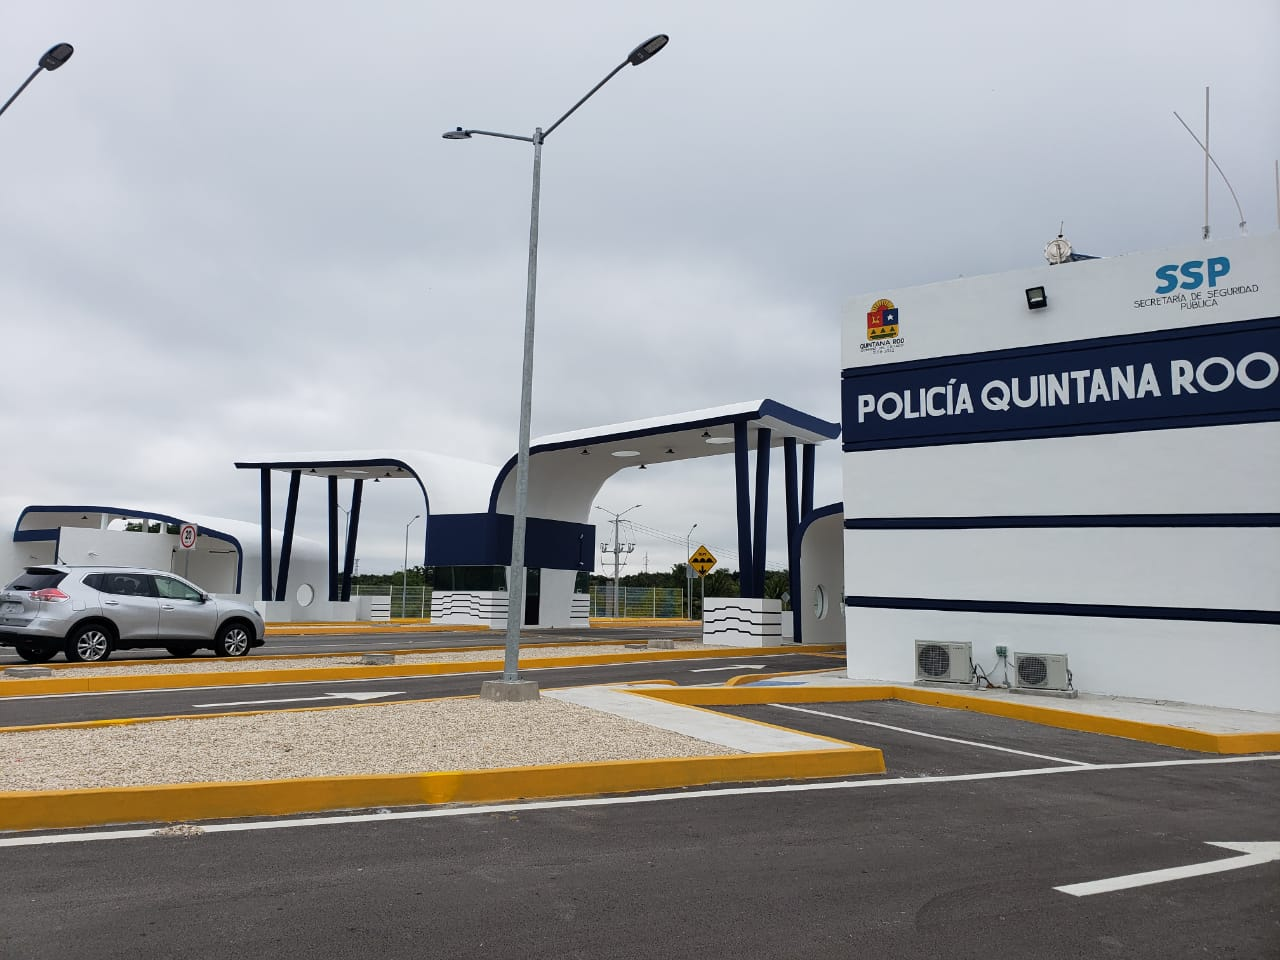 SSP
SECRETARÍA DE SEGURIDAD
PÚBLICA
QUINTANA ROO
POLICÍA QUINTANA ROO
20